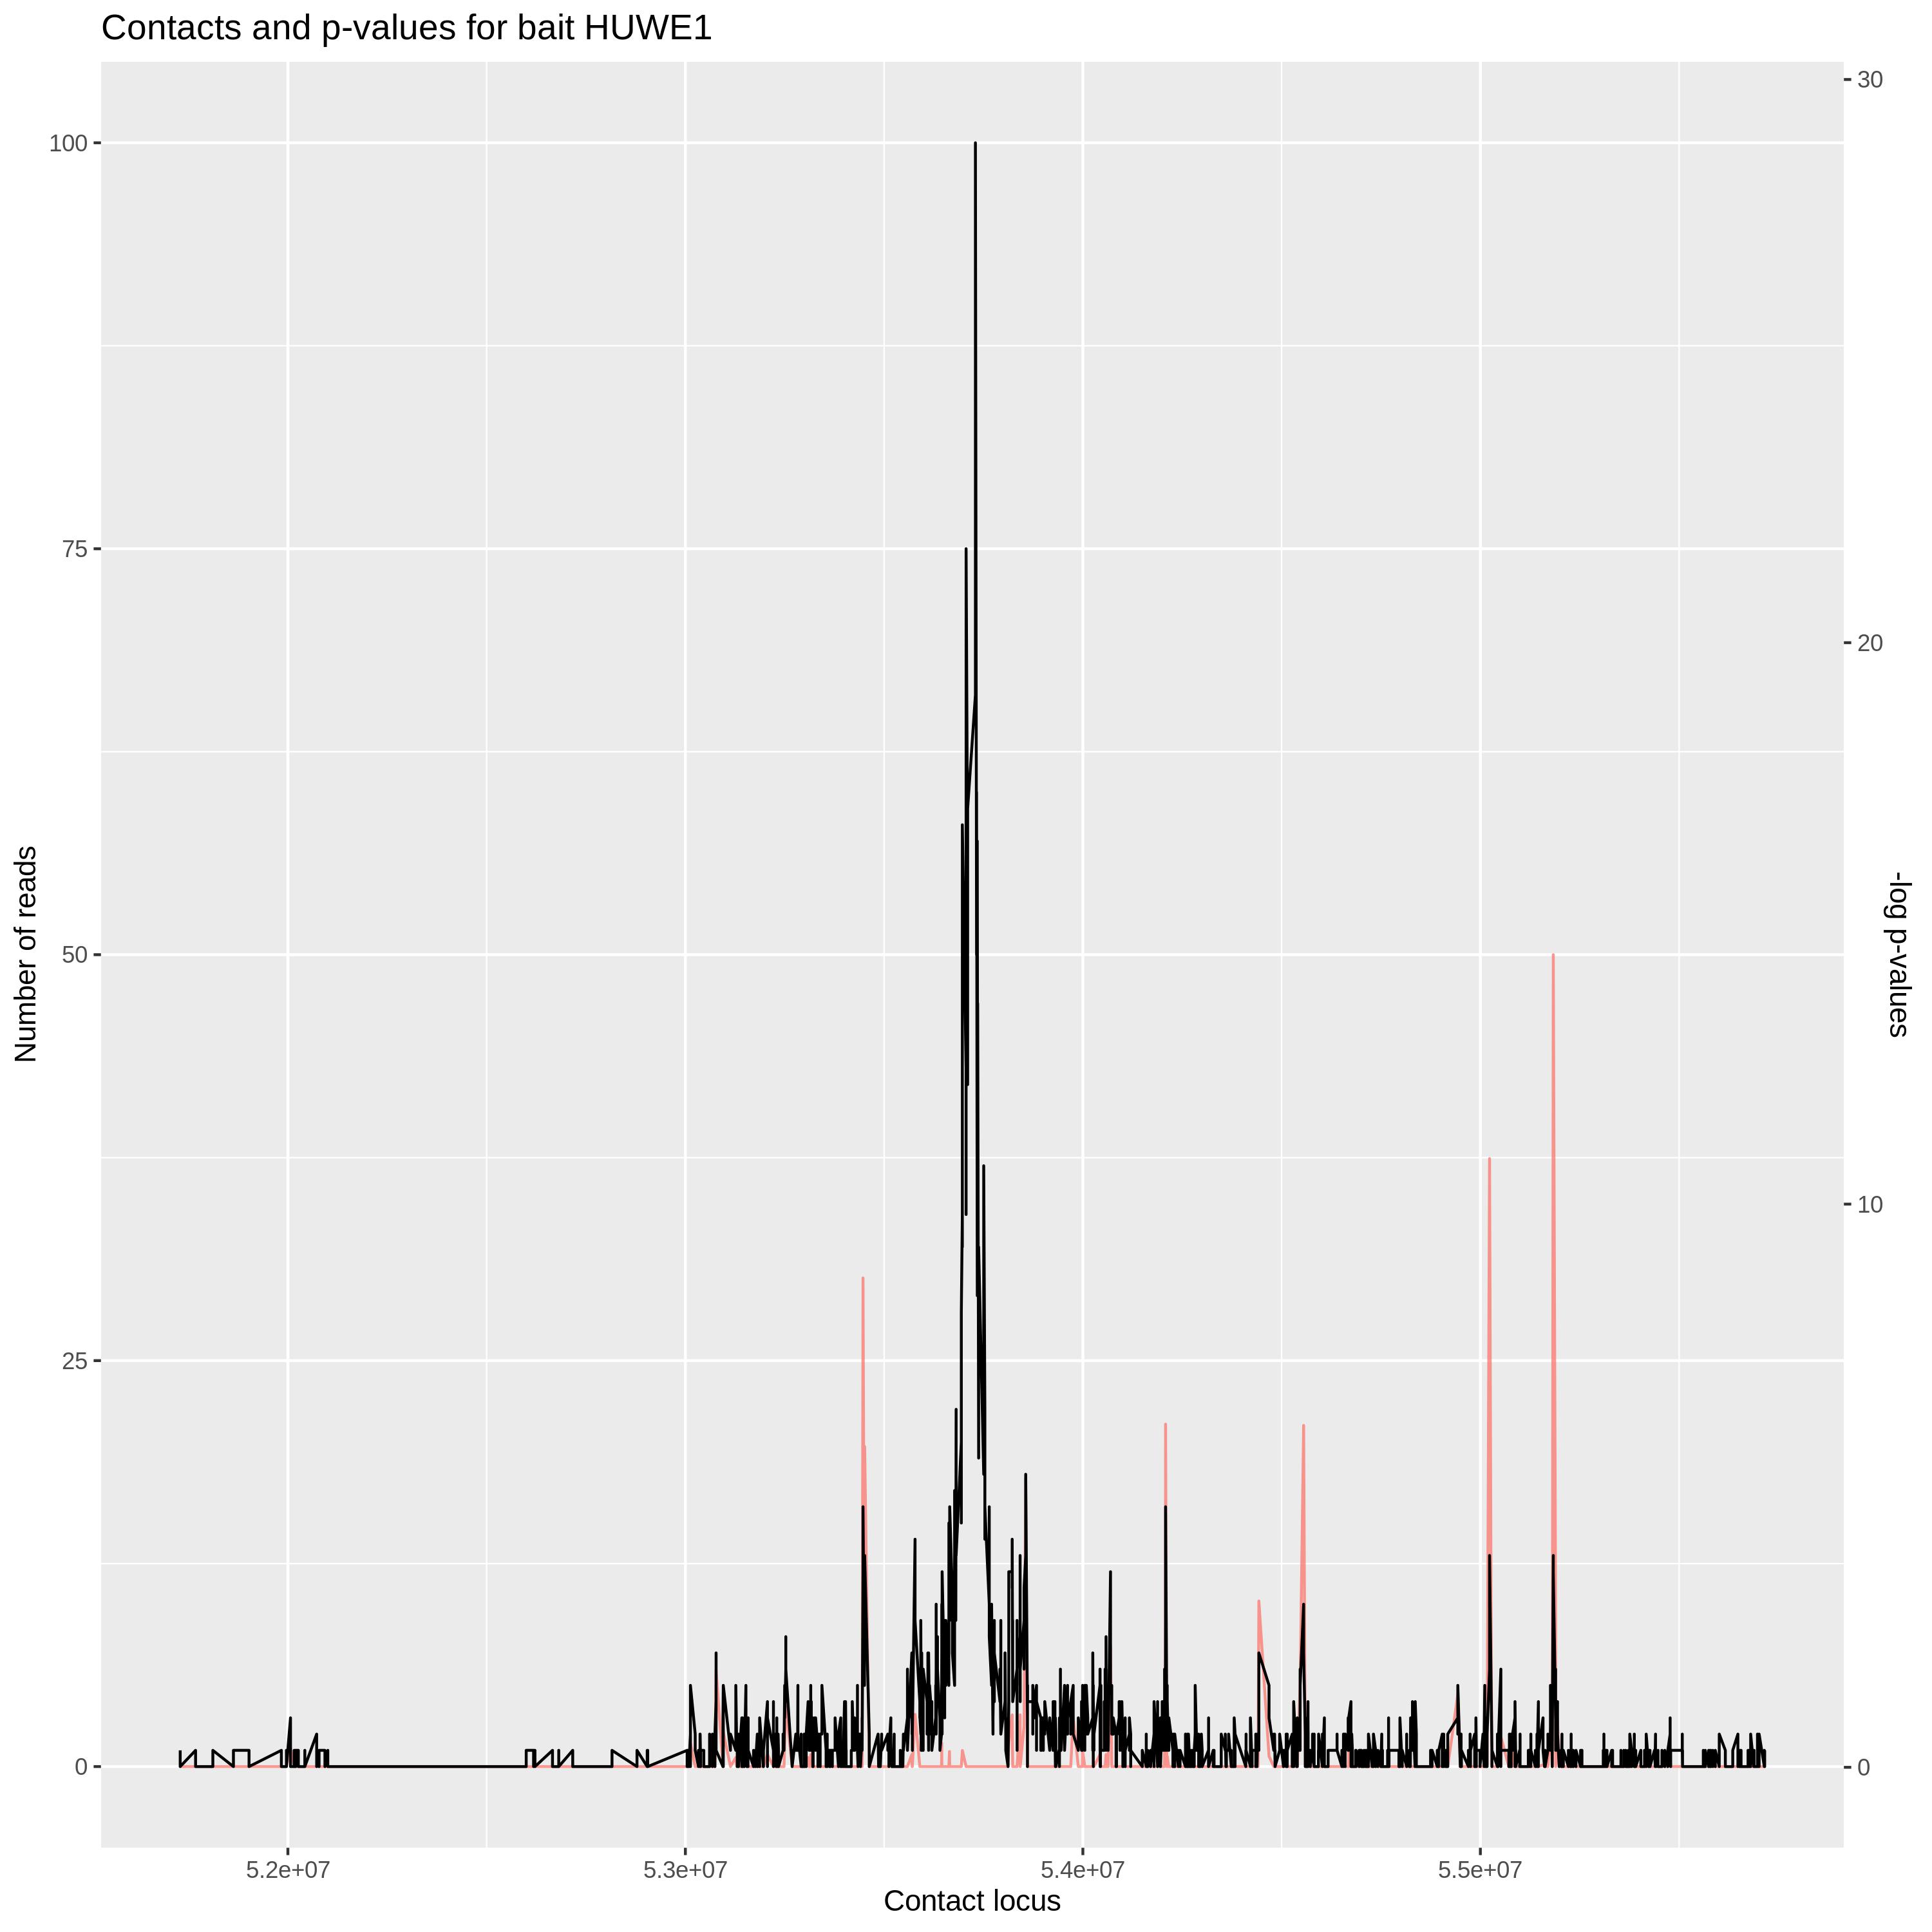 Contacts and p-values for bait HUWE1
100
75
50
25
0
Number of reads
30
20
10
0
-log p-values
5.2e+07
5.3e+07
5.4e+07
5.5e+07
Contact locus